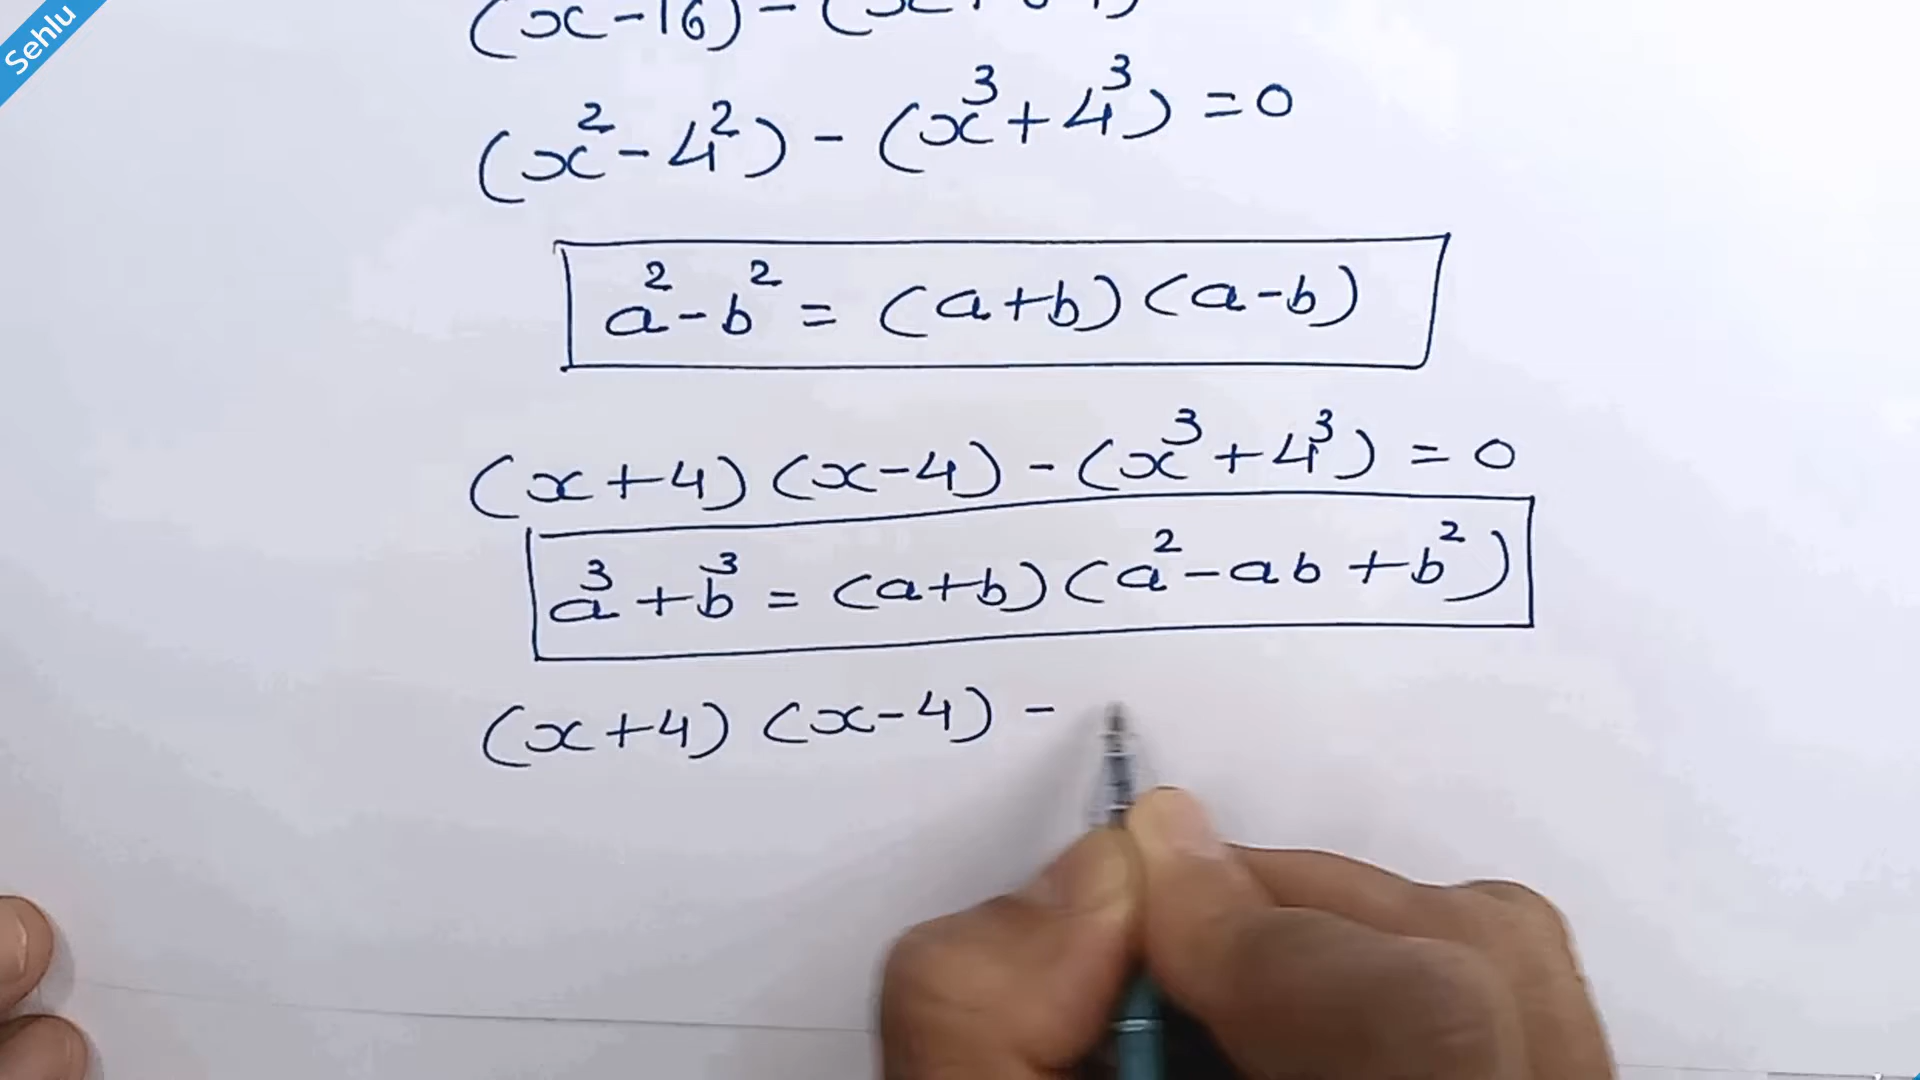 Sehlu
(x²-4²) - (x³+4³) = 0
a²-b² = (a+b)(a-b)
(x+4)(x-4) - (x³+4³) = 0
a³+b³ = (a+b)(a²-ab+b²)
(x+4)(x-4) -